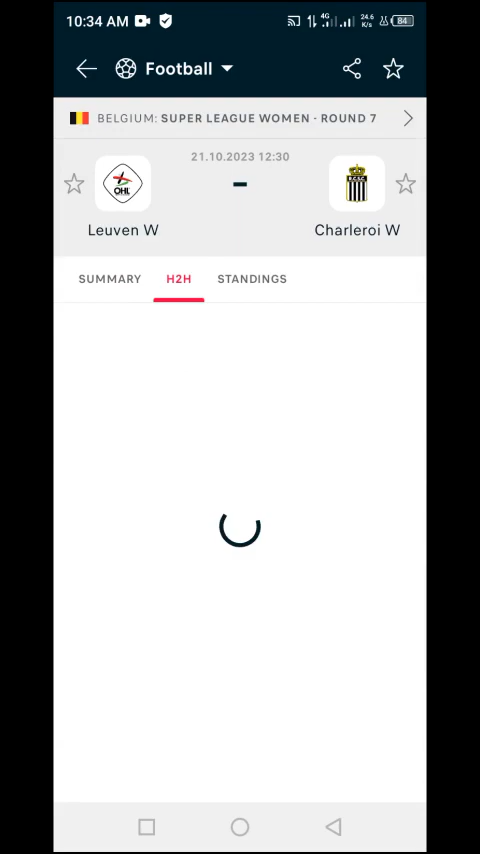 10:34 AM 4G 24.6 K/s 84
Football
BELGIUM: SUPER LEAGUE WOMEN - ROUND 7
21.10.2023 12:30
-
OHL R.C.S.C.
Leuven W Charleroi W
SUMMARY H2H STANDINGS